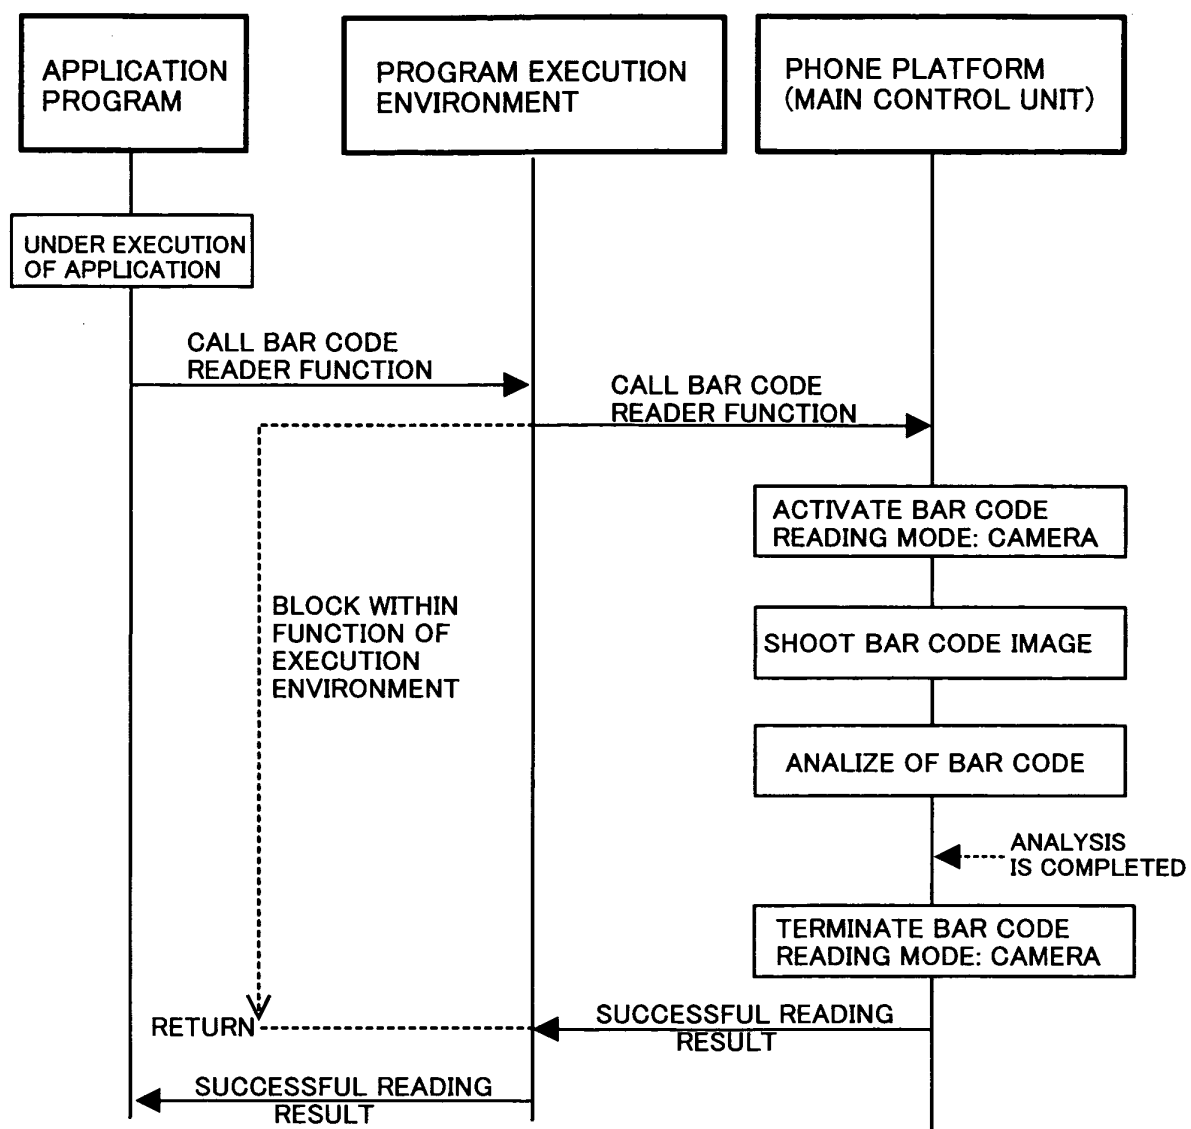 APPLICATION
PROGRAM
PROGRAM EXECUTION
ENVIRONMENT
PHONE PLATFORM
(MAIN CONTROL UNIT)
UNDER EXECUTION
OF APPLICATION
CALL BAR CODE
READER FUNCTION
CALL BAR CODE
READER FUNCTION
ACTIVATE BAR CODE
READING MODE: CAMERA
BLOCK WITHIN
FUNCTION OF
EXECUTION
ENVIRONMENT
SHOOT BAR CODE IMAGE
ANALIZE OF BAR CODE
ANALYSIS
IS COMPLETED
TERMINATE BAR CODE
READING MODE: CAMERA
RETURN
SUCCESSFUL READING
RESULT
SUCCESSFUL READING
RESULT